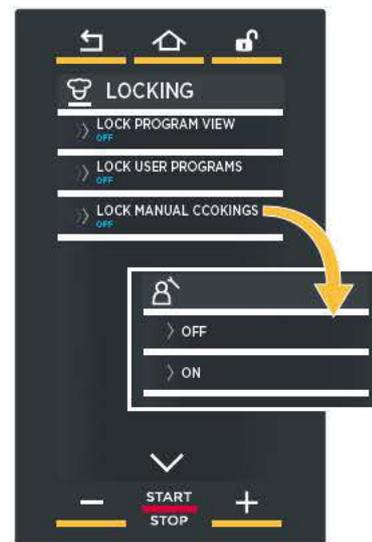 LOCKING
LOCK PROGRAM VIEW
OFF
LOCK USER PROGRAMS
OFF
LOCK MANUAL CCOKINGS
OFF
OFF
ON
START
STOP